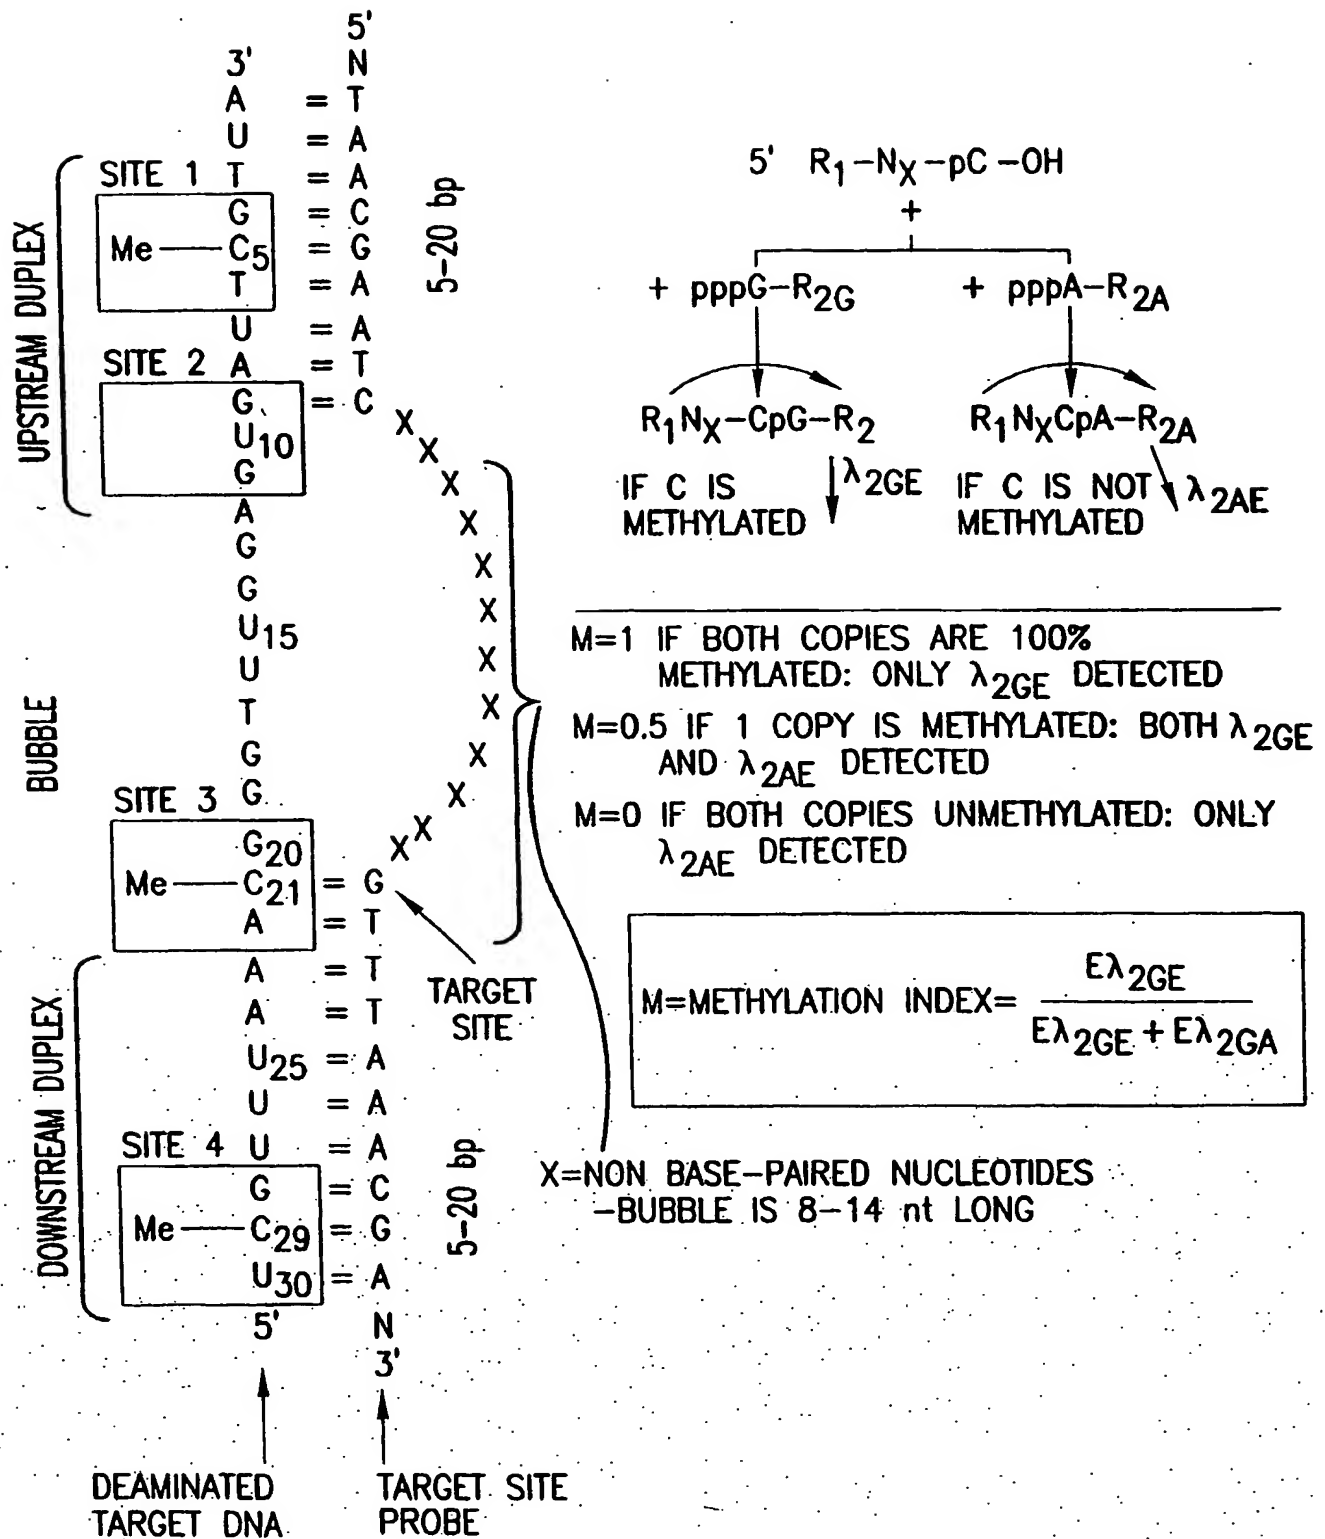 5'
3' N
A = T
U = A
SITE 1 T = A
G = C
Me — C5 = G
T = A
U = A
SITE 2 A = T
G = C
U10
G
A
G
G
U15
U
T
G
G
SITE 3
G20
Me — C21 = G
A = T
A = T
A = T
U25 = A
U = A
SITE 4 U = A
G = C
Me — C29 = G
U30 = A
5' N
3'
X
X
X
X
X
X
X
X
X
X
X
X
UPSTREAM DUPLEX
BUBBLE
DOWNSTREAM DUPLEX
5-20 bp
5-20 bp
TARGET
SITE
DEAMINATED
TARGET DNA
TARGET SITE
PROBE
5' R1-NX-pC-OH
+
+ pppG-R2G + pppA-R2A
R1NX-CpG-R2 R1NXCpA-R2A
IF C IS
METHYLATED
λ2GE
IF C IS NOT
METHYLATED
λ2AE
M=1 IF BOTH COPIES ARE 100%
METHYLATED: ONLY λ2GE DETECTED
M=0.5 IF 1 COPY IS METHYLATED: BOTH λ2GE
AND λ2AE DETECTED
M=0 IF BOTH COPIES UNMETHYLATED: ONLY
λ2AE DETECTED
M=METHYLATION INDEX= Eλ2GE
Eλ2GE + Eλ2GA
X=NON BASE-PAIRED NUCLEOTIDES
-BUBBLE IS 8-14 nt LONG